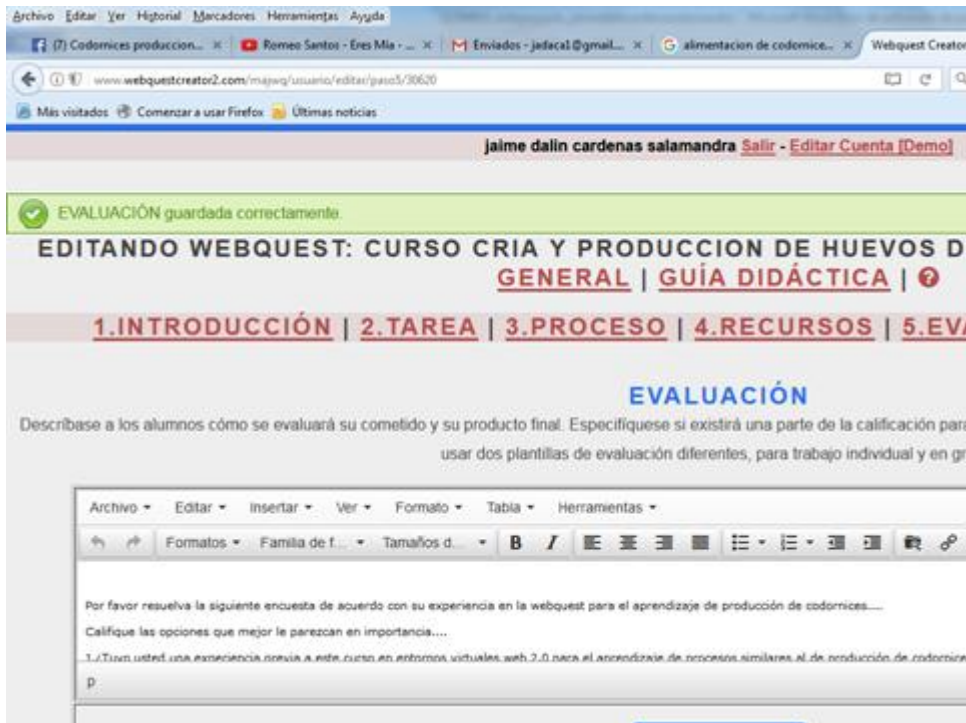 Archivo Editar Ver Historial Marcadores Herramientas Ayuda
(7) Codornices produccion... × Romeo Santos - Eres Mía - ... × Enviados - jadaca1@gmail... × alimentacion de codornice... × Webquest Creator
www.webquestcreator2.com/majwq/usuario/editar/paso5/30620
Más visitados Comenzar a usar Firefox Últimas noticias
jaime dalin cardenas salamandra Salir - Editar Cuenta [Demo]
EVALUACIÓN guardada correctamente.
EDITANDO WEBQUEST: CURSO CRIA Y PRODUCCION DE HUEVOS D
GENERAL | GUÍA DIDÁCTICA | ?
1.INTRODUCCIÓN | 2.TAREA | 3.PROCESO | 4.RECURSOS | 5.EVA
EVALUACIÓN
Descríbase a los alumnos cómo se evaluará su cometido y su producto final. Especifíquese si existirá una parte de la calificación para
usar dos plantillas de evaluación diferentes, para trabajo individual y en gr
Archivo Editar Insertar Ver Formato Tabla Herramientas
Formatos Familia de f... Tamaños d... B I
Por favor resuelva la siguiente encuesta de acuerdo con su experiencia en la webquest para el aprendizaje de producción de codornices....
Califique las opciones que mejor le parezcan en importancia....
1.¿Tuvo usted una experiencia previa a este curso en entornos virtuales web 2.0 para el aprendizaje de procesos similares al de producción de codornice
p